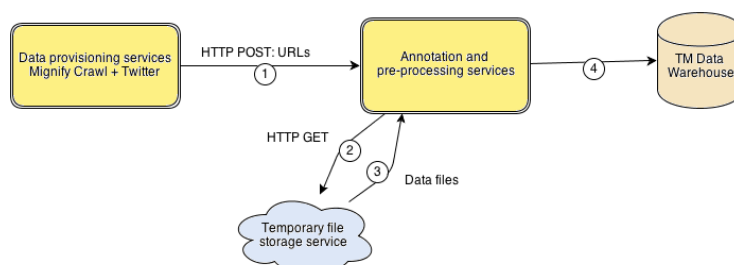 Data provisioning services
Mignify Crawl + Twitter
HTTP POST: URLs
1
Annotation and
pre-processing services
4
TM Data
Warehouse
HTTP GET
2
3
Data files
Temporary file
storage service